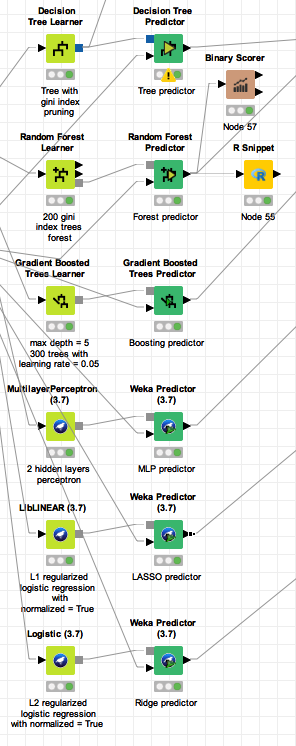 Decision
Tree Learner
Tree with
gini index
pruning
Decision Tree
Predictor
Tree predictor
Binary Scorer
Node 57
Random Forest
Learner
200 gini
index trees
forest
Random Forest
Predictor
Forest predictor
R Snippet
R
Node 55
Gradient Boosted
Trees Learner
max depth = 5
300 trees with
learning rate = 0.05
Gradient Boosted
Trees Predictor
Boosting predictor
MultilayerPerceptron
(3.7)
2 hidden layers
perceptron
Weka Predictor
(3.7)
MLP predictor
LibLINEAR (3.7)
L1 regularized
logistic regression
with
normalized = True
Weka Predictor
(3.7)
LASSO predictor
Logistic (3.7)
L2 regularized
logistic regression
with normalized = True
Weka Predictor
(3.7)
Ridge predictor